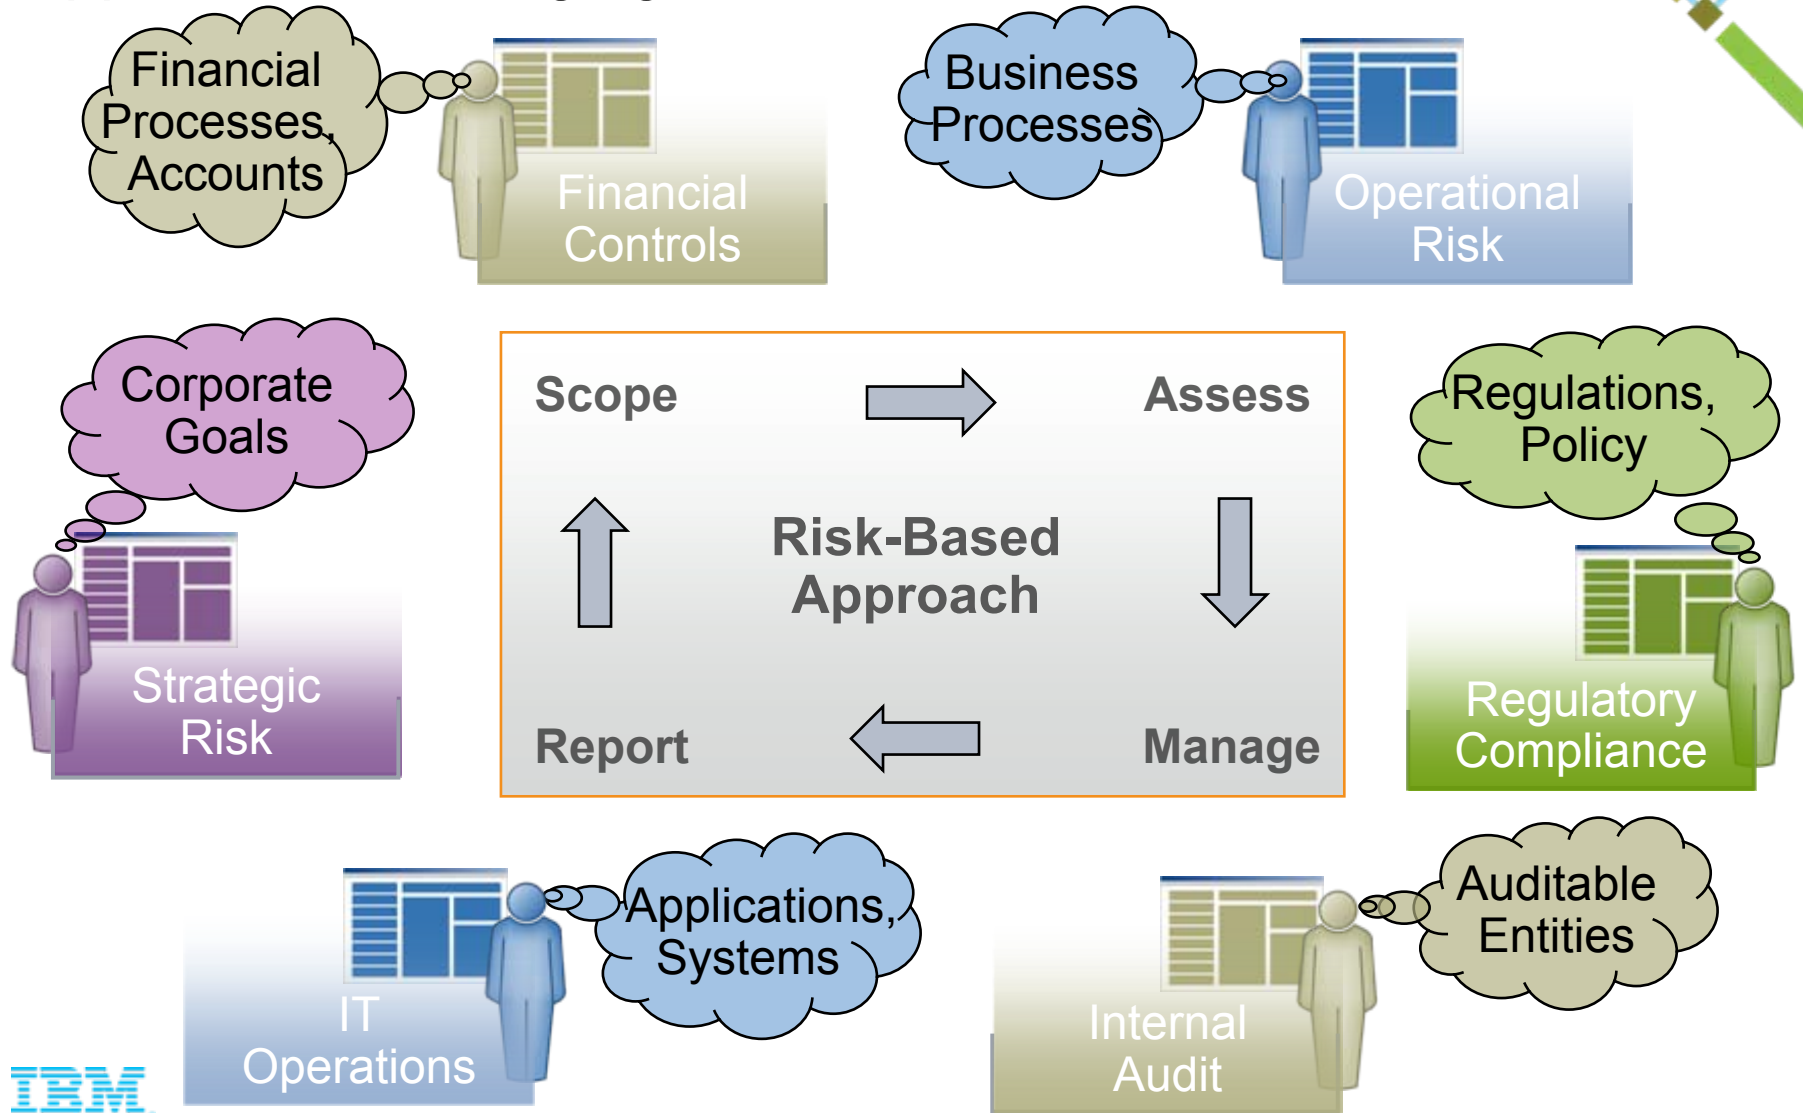 Financial
Processes,
Accounts
Financial
Controls
Business
Processes
Operational
Risk
Corporate
Goals
Strategic
Risk
Scope
Assess
Risk-Based
Approach
Report
Manage
Regulations,
Policy
Regulatory
Compliance
IT
Operations
Applications,
Systems
Internal
Audit
Auditable
Entities
IBM